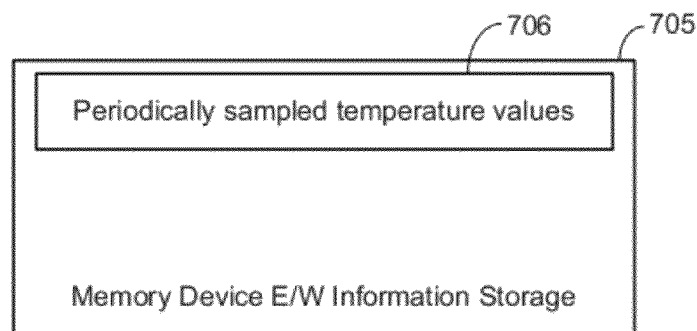 706
705
Periodically sampled temperature values
Memory Device E/W Information Storage